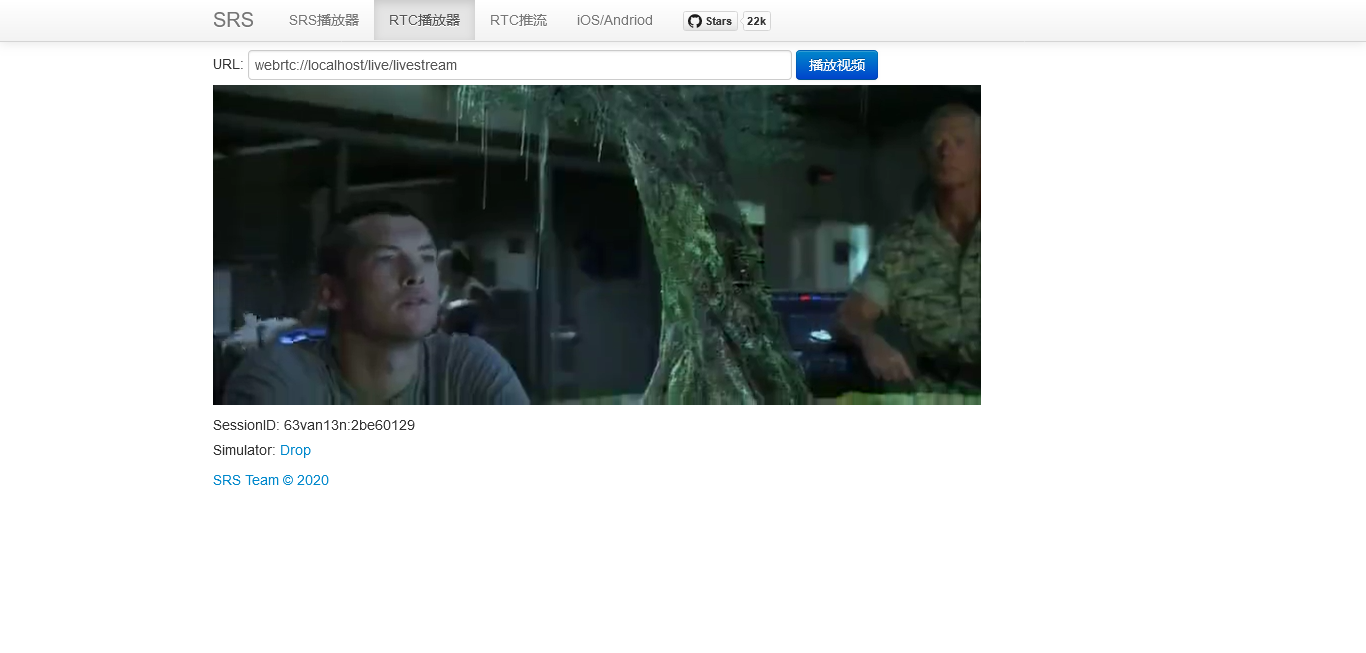 SRS SRS播放器 RTC播放器 RTC推流 iOS/Andriod Stars 22k
URL: webrtc://localhost/live/livestream 播放视频
SessionID: 63van13n:2be60129
Simulator: Drop
SRS Team © 2020